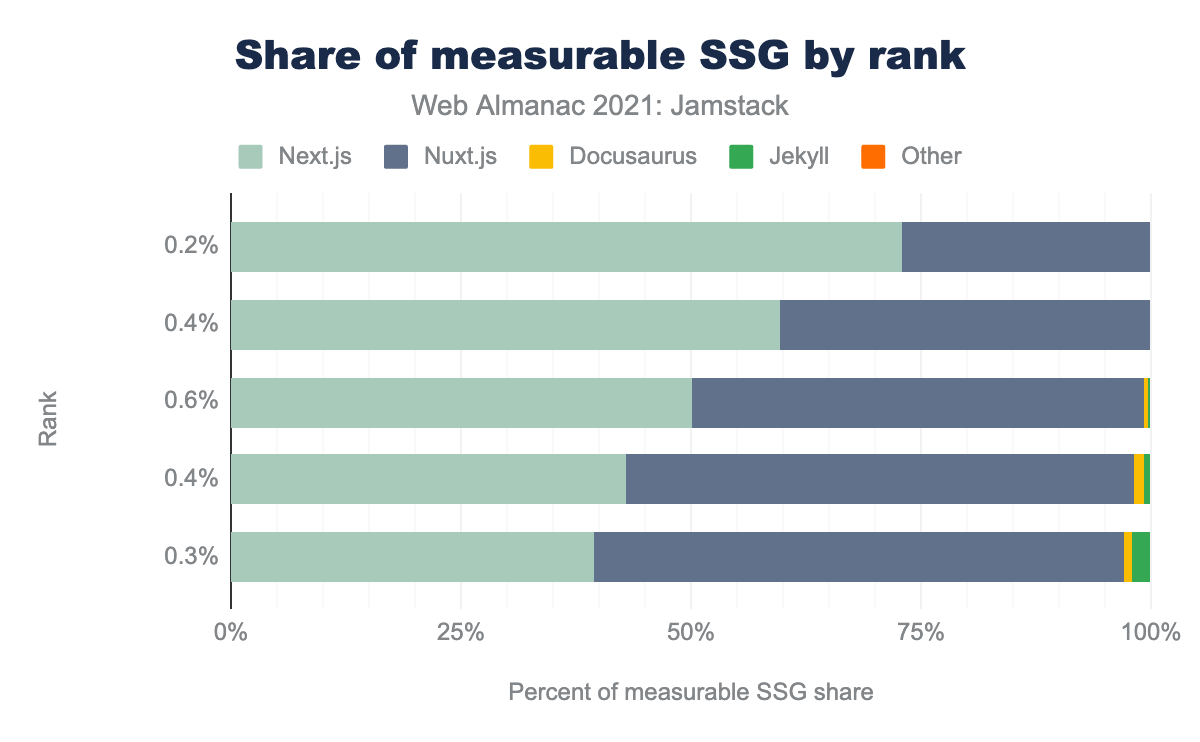 Share of measurable SSG by rank
Web Almanac 2021: Jamstack
Next.js Nuxt.js Docusaurus Jekyll Other
Rank
0.2%
0.4%
0.6%
0.4%
0.3%
0% 25% 50% 75% 100%
Percent of measurable SSG share